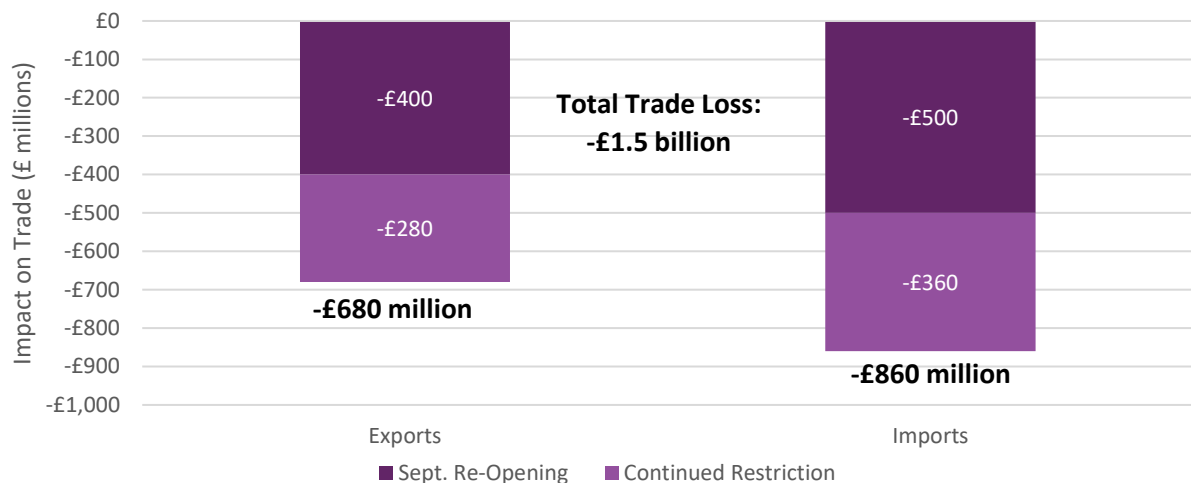 Impact on Trade (£ millions)
£0
-£100
-£200
-£300
-£400
-£500
-£600
-£700
-£800
-£900
-£1,000
-£400
-£280
-£680 million
Total Trade Loss:
-£1.5 billion
-£500
-£360
-£860 million
Exports
Imports
Sept. Re-Opening
Continued Restriction